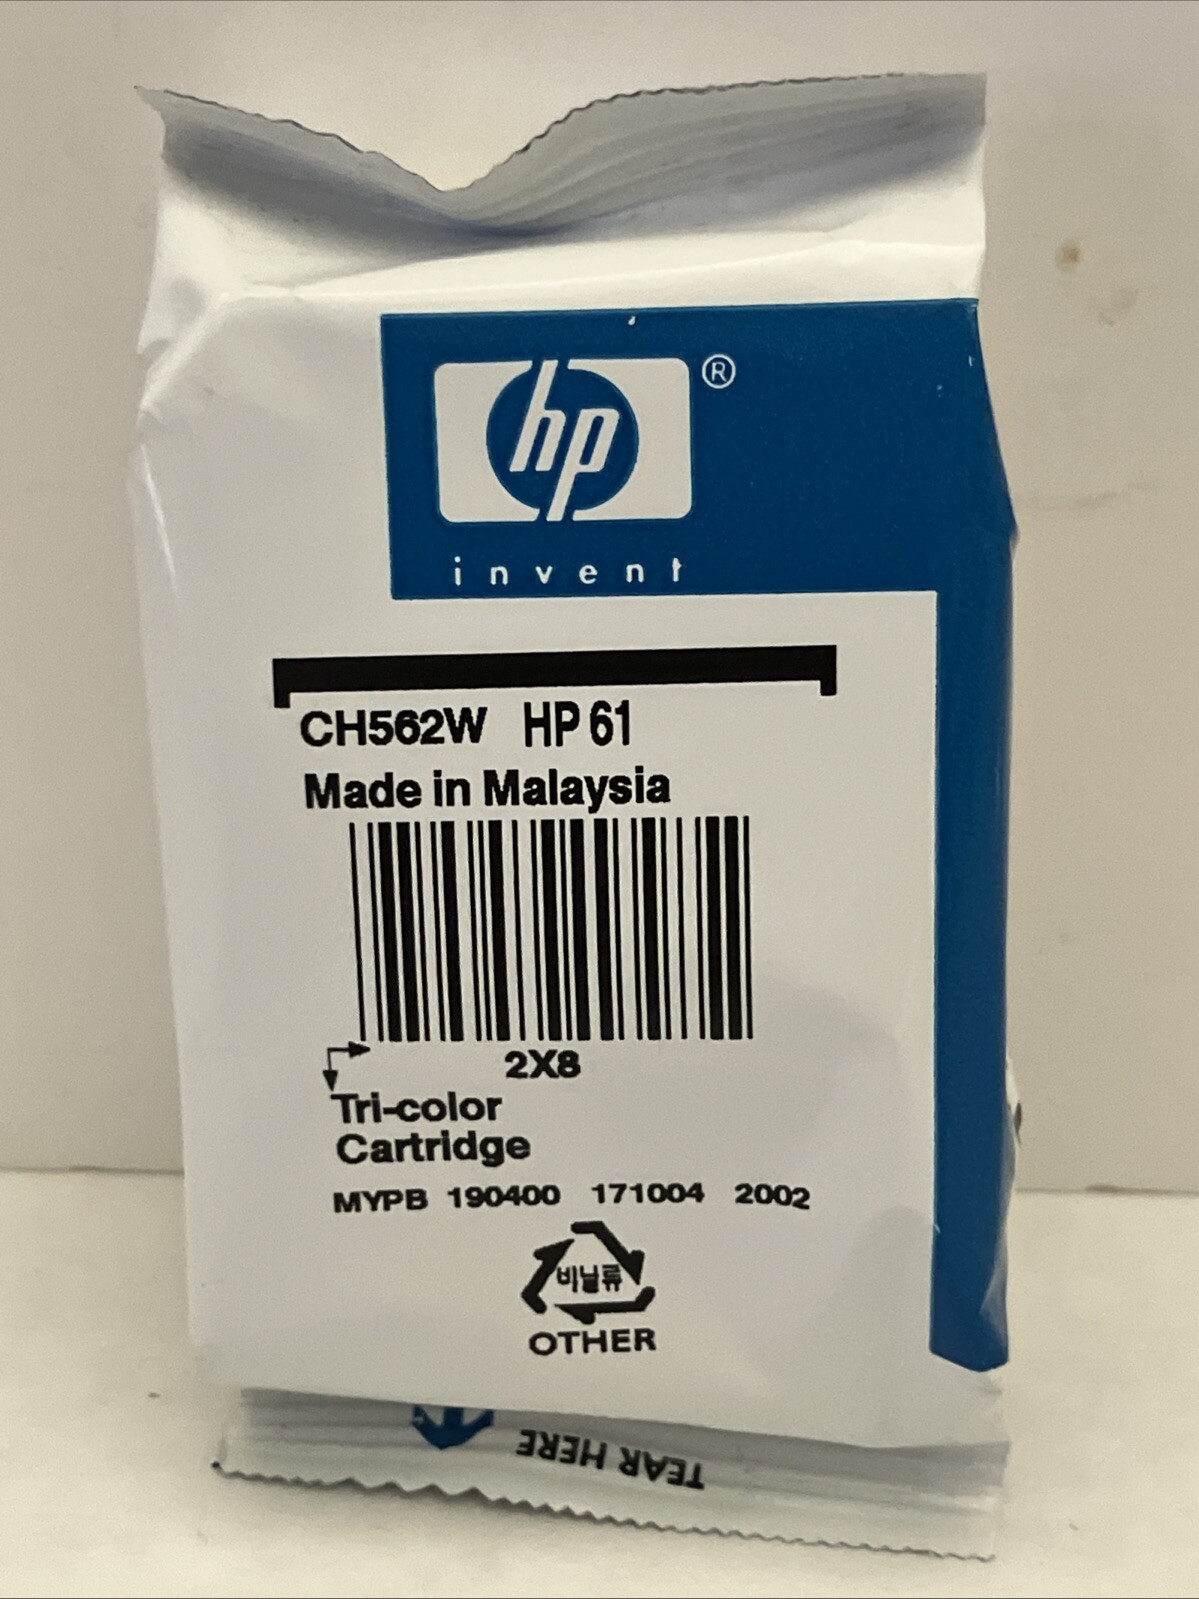 hp®
invent
CH562W HP 61
Made in Malaysia
2X8
Tri-color
Cartridge
MYPB 190400 171004 2002
비닐류
OTHER
TEAR HERE